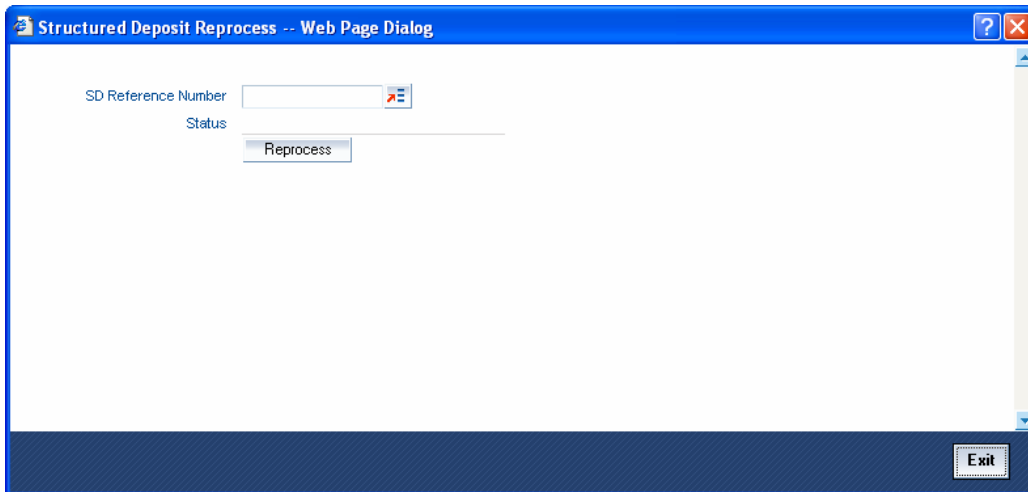 Structured Deposit Reprocess -- Web Page Dialog
SD Reference Number
Status
Reprocess
Exit